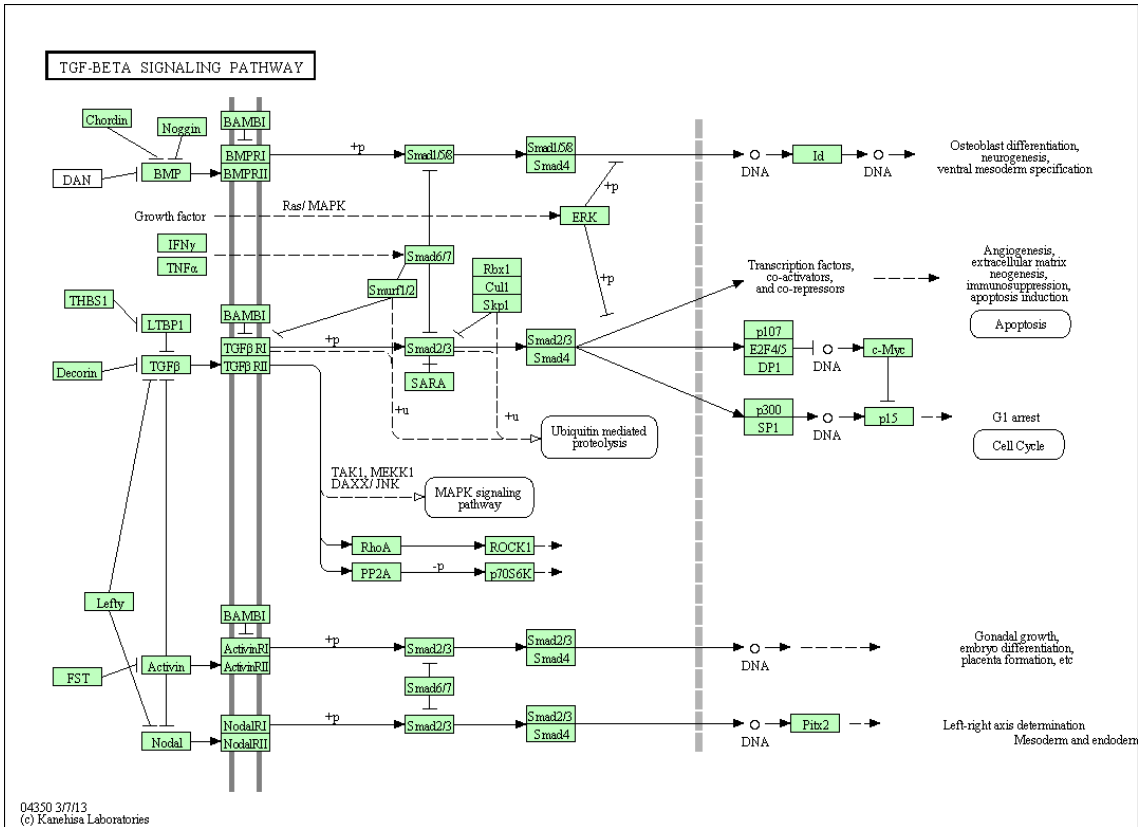 TGF-BETA SIGNALING PATHWAY
Chordin
Noggin
BAMBI
DAN
BMP
BMPRI
BMPRII
+p
Smad1/5/8
Smad1/5/8
Smad4
DNA
Id
DNA
Osteoblast differentiation,
neurogenesis,
ventral mesoderm specification
Growth factor
Ras/ MAPK
ERK
+p
+p
IFNγ
TNFα
Smad6/7
Smurf1/2
Rbx1
Cul1
Skp1
Transcription factors,
co-activators,
and co-repressors
Angiogenesis,
extracellular matrix
neogenesis,
immunosuppression,
apoptosis induction
Apoptosis
THBS1
LTBP1
BAMBI
Decorin
TGFβ
TGFβ RI
TGFβ RII
+p
Smad2/3
SARA
Smad2/3
Smad4
p107
E2F4/5
DP1
DNA
c-Myc
p300
SP1
DNA
p15
G1 arrest
Cell Cycle
+u
+u
Ubiquitin mediated
proteolysis
TAK1, MEKK1
DAXX/ JNK
MAPK signaling
pathway
RhoA
ROCK1
PP2A
-p
p70S6K
Lefty
BAMBI
FST
Activin
ActivinRI
ActivinRII
+p
Smad2/3
Smad2/3
Smad4
DNA
Gonadal growth,
embryo differentiation,
placenta formation, etc
Smad6/7
Nodal
NodalRI
NodalRII
+p
Smad2/3
Smad2/3
Smad4
DNA
Pitx2
Left-right axis determination
Mesoderm and endoderm
04350 3/7/13
(c) Kanehisa Laboratories